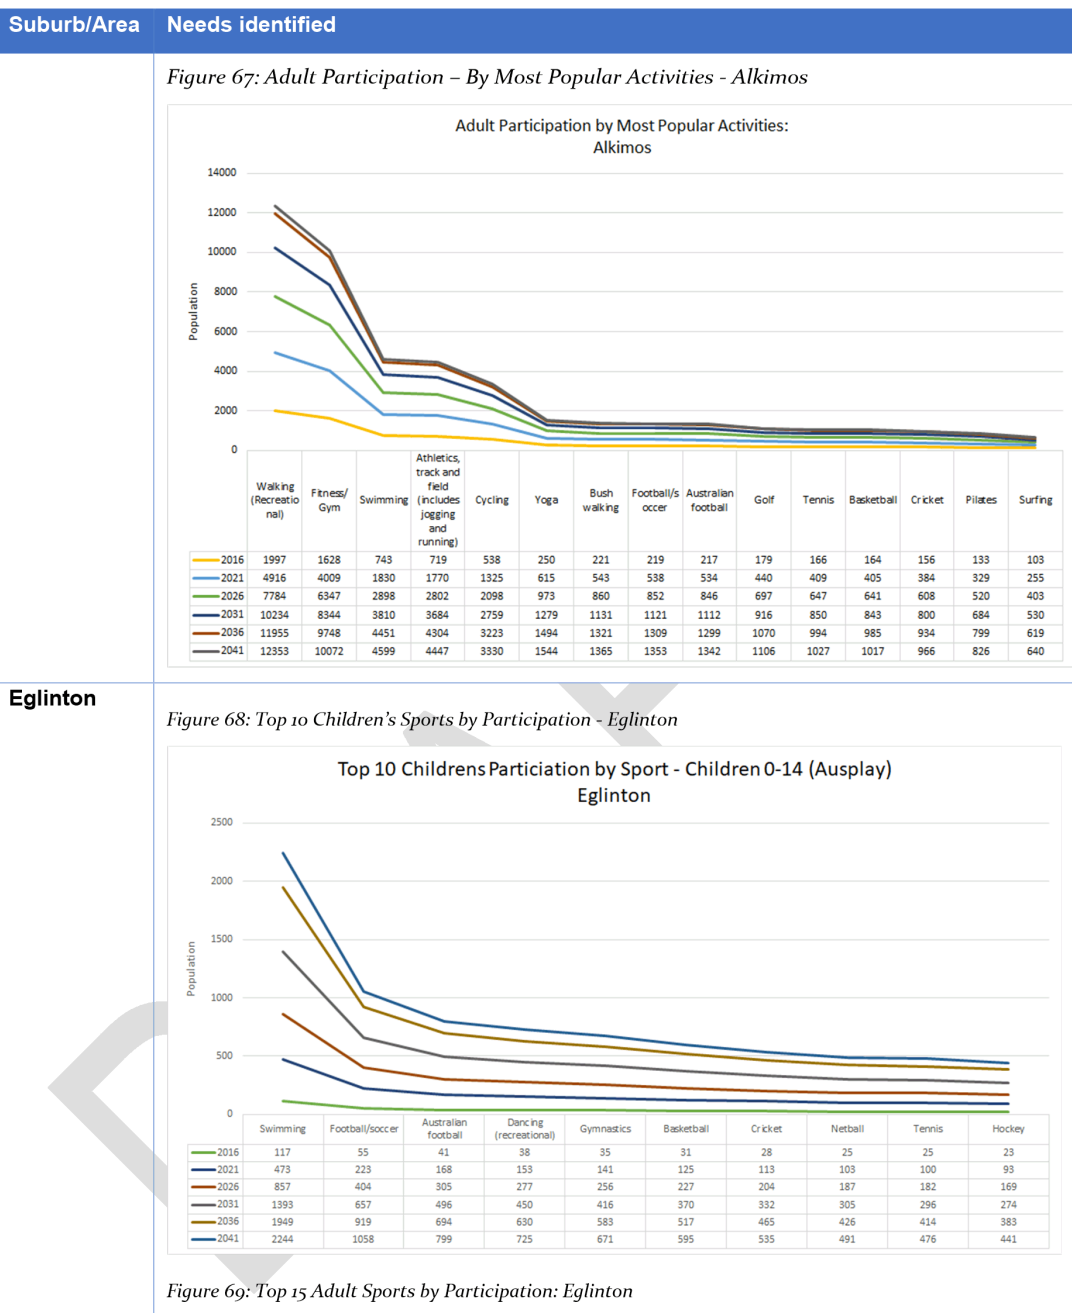 Suburb/Area Needs identified
Figure 67: Adult Participation – By Most Popular Activities - Alkimos
Adult Participation by Most Popular Activities:
Alkimos
14000
12000
10000
8000
6000
4000
2000
0
Population
Walking (Recreatio nal) Fitness/ Gym Swimming Athletics, track and field (includes jogging and running) Cycling Yoga Bush walking Football/s occer Australian football Golf Tennis Basketball Cricket Pilates Surfing
2016 1997 1628 743 719 538 250 221 219 217 179 166 164 156 133 103
2021 4916 4009 1830 1770 1325 615 543 538 534 440 409 405 384 329 255
2026 7784 6347 2898 2802 2098 973 860 852 846 697 647 641 608 520 403
2031 10234 8344 3810 3684 2759 1279 1131 1121 1112 916 850 843 800 684 530
2036 11955 9748 4451 4304 3223 1494 1321 1309 1299 1070 994 985 934 799 619
2041 12353 10072 4599 4447 3330 1544 1365 1353 1342 1106 1027 1017 966 826 640
Eglinton
Figure 68: Top 10 Children's Sports by Participation - Eglinton
Top 10 Childrens Particiation by Sport - Children 0-14 (Ausplay)
Eglinton
2500
2000
1500
1000
500
0
Population
Swimming Football/soccer Australian football Dancing (recreational) Gymnastics Basketball Cricket Netball Tennis Hockey
2016 117 55 41 38 35 31 28 25 25 23
2021 473 223 168 153 141 125 113 103 100 93
2026 857 404 305 277 256 227 204 187 182 169
2031 1393 657 496 450 416 370 332 305 296 274
2036 1949 919 694 630 583 517 465 426 414 383
2041 2244 1058 799 725 671 595 535 491 476 441
Figure 69: Top 15 Adult Sports by Participation: Eglinton